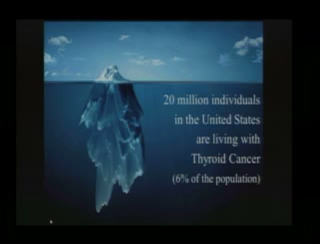 20 million individuals
in the United States
are living with
Thyroid Cancer
(6% of the population)